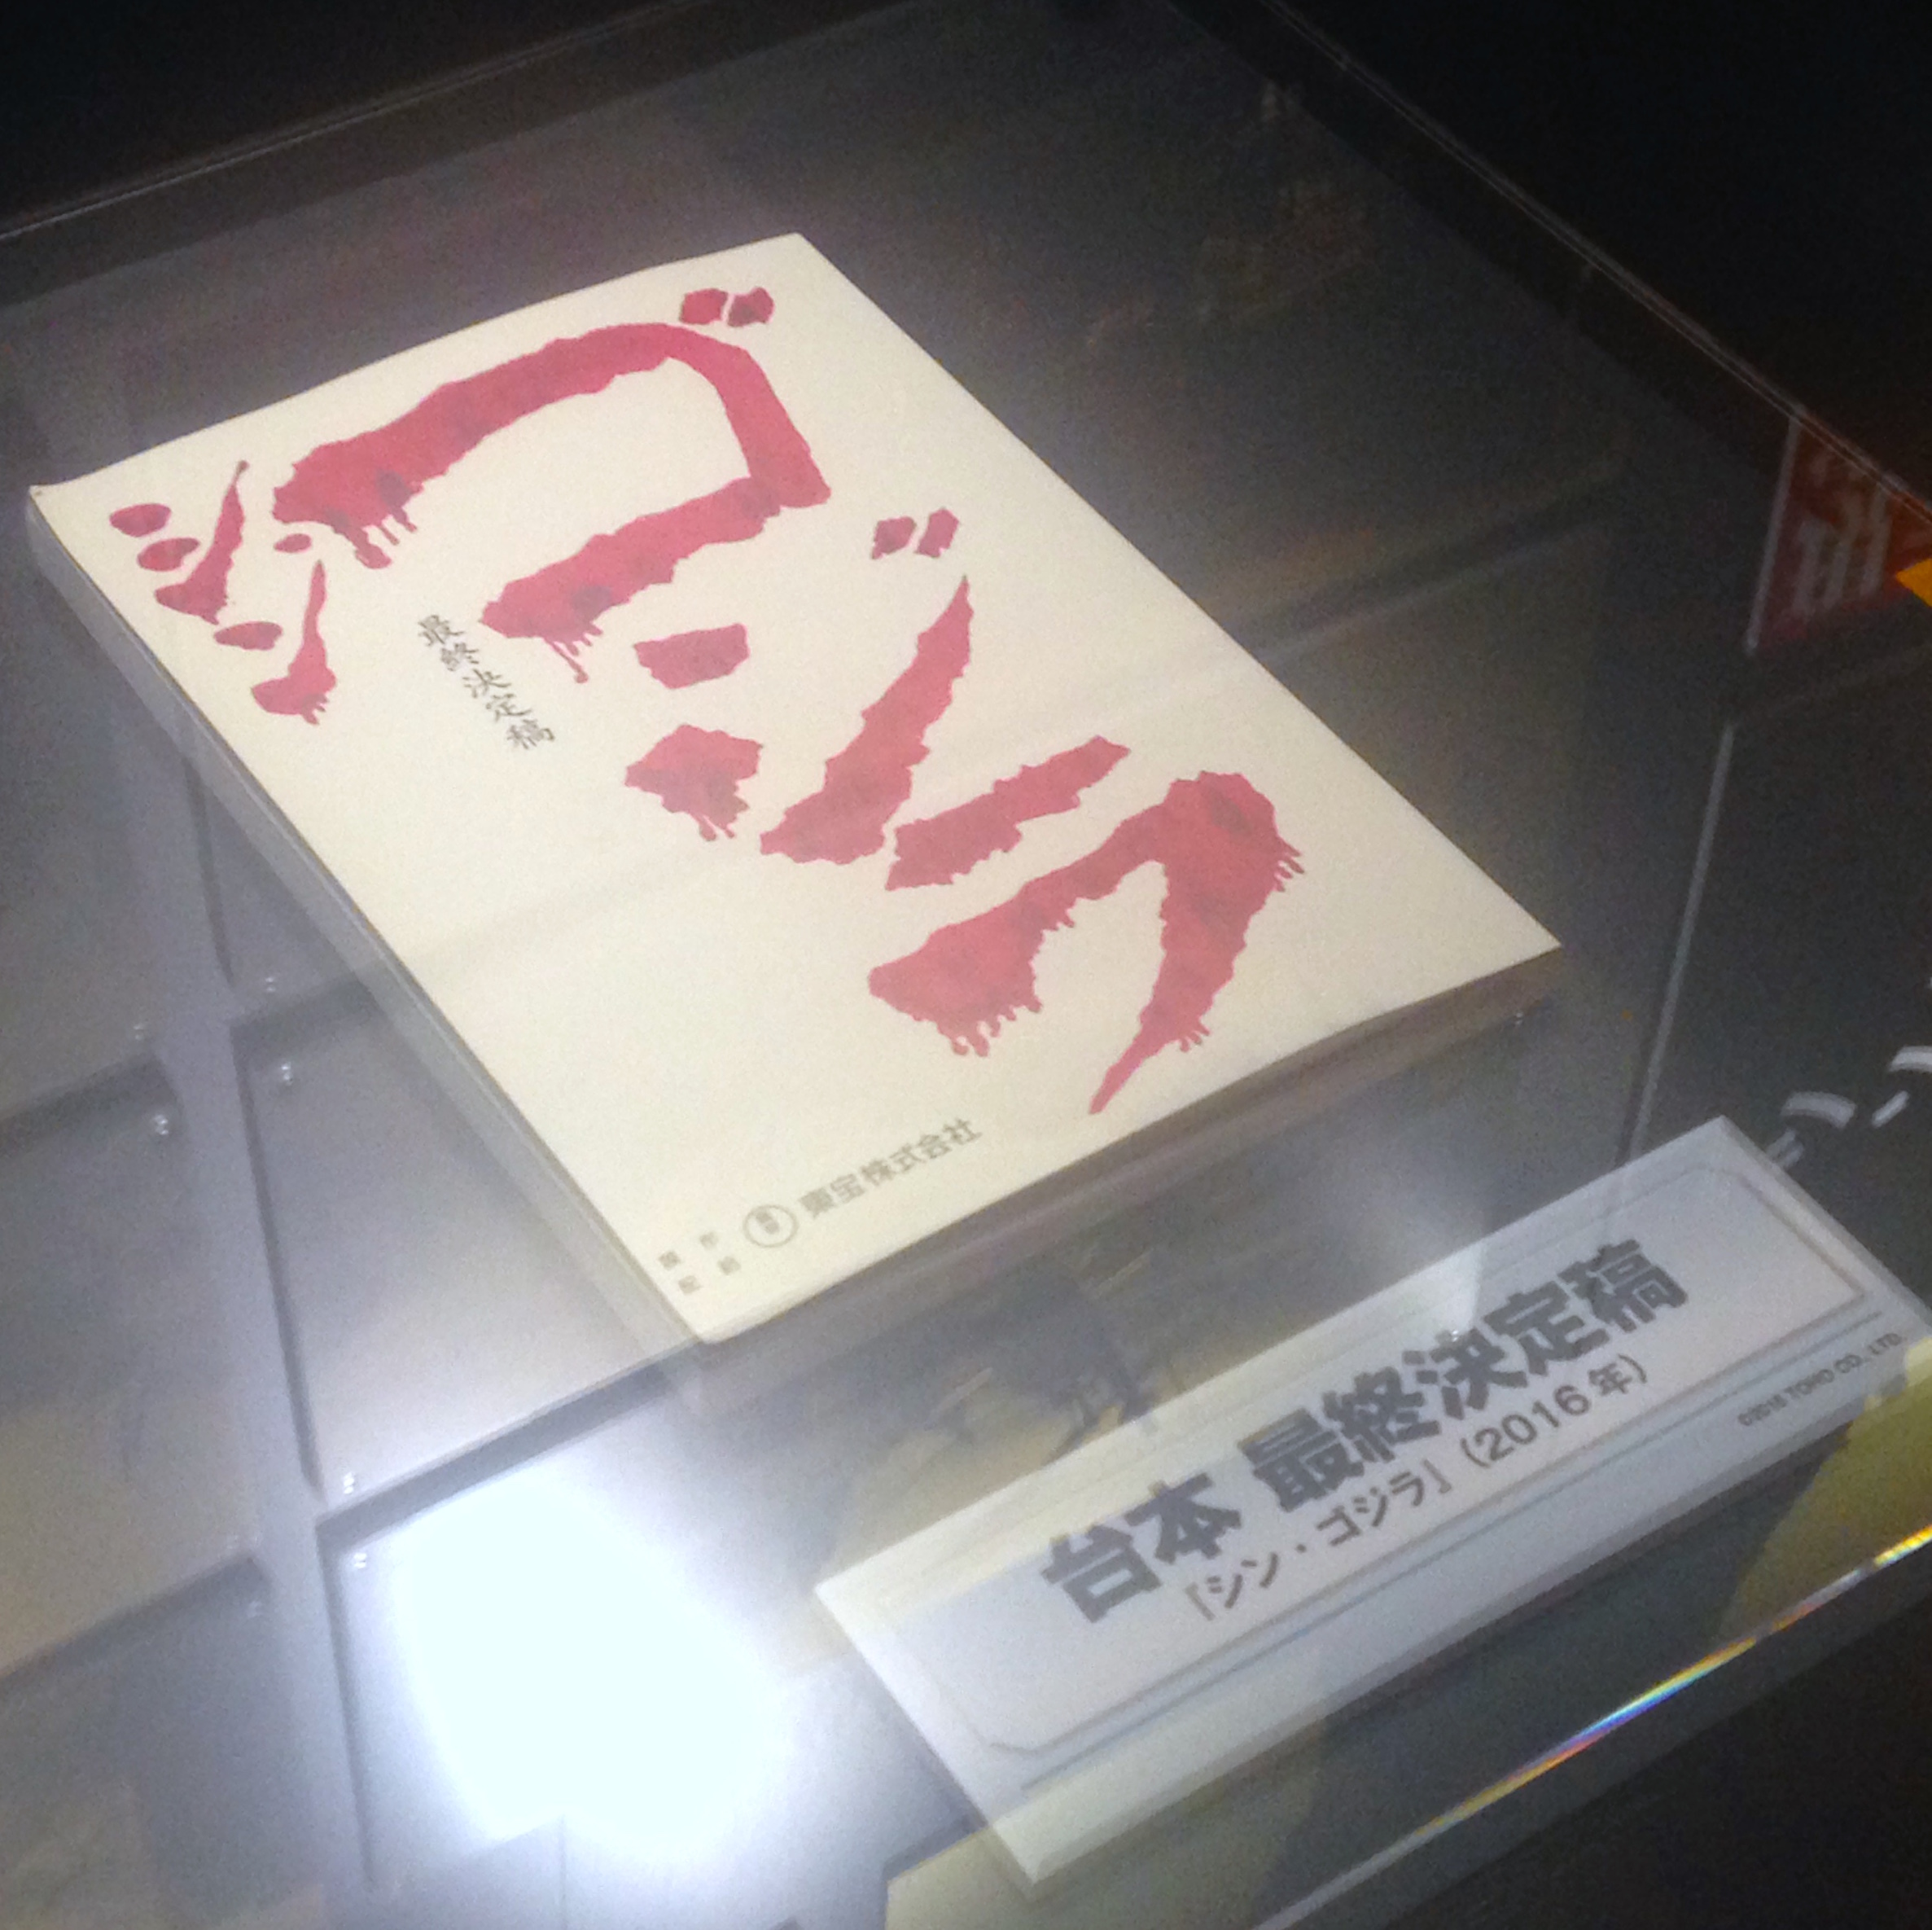 シン
ゴジラ
最終決定稿
東宝株式会社
台本 最終決定稿
『シン・ゴジラ』（2016年）
©2016 TOHO CO., LTD.